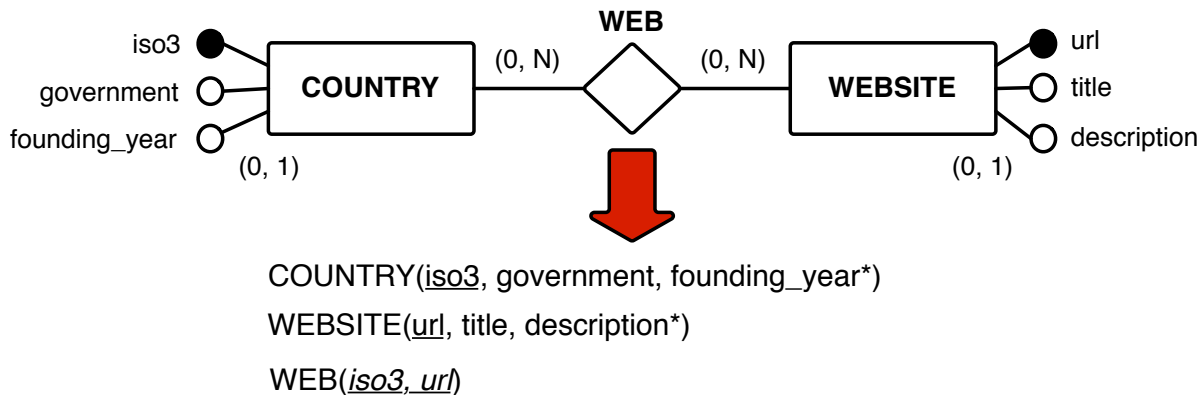 WEB
iso3
government
founding_year
(0, 1)
COUNTRY
(0, N)
(0, N)
WEBSITE
url
title
description
(0, 1)
COUNTRY(iso3, government, founding_year*)
WEBSITE(url, title, description*)
WEB(iso3, url)